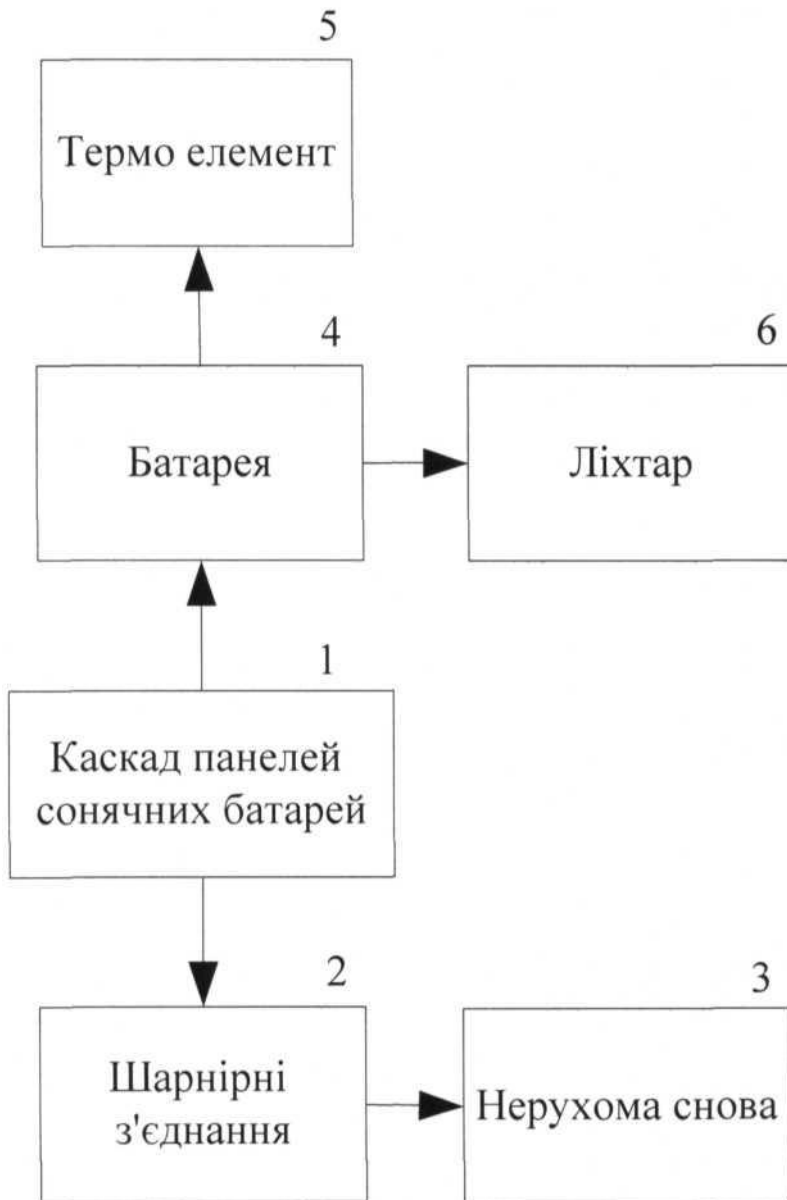 5
Термо елемент
4
Батарея
6
Ліхтар
1
Каскад панелей
сонячних батарей
2
Шарнірні
з'єднання
3
Нерухома снова